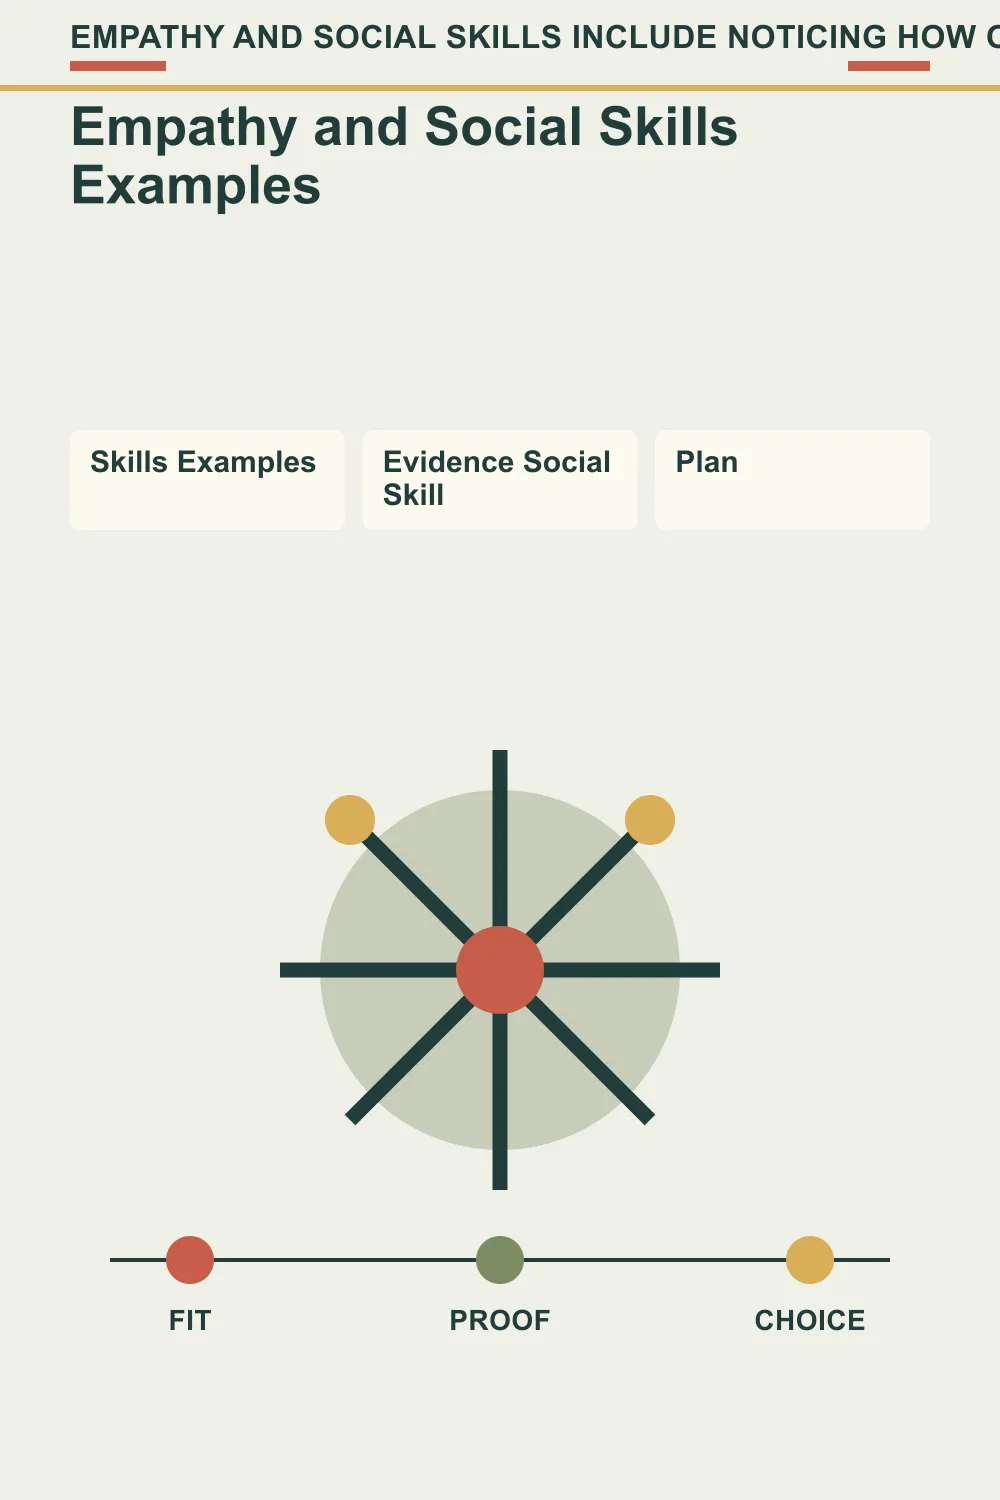 EMPATHY AND SOCIAL SKILLS INCLUDE NOTICING HOW
Empathy and Social Skills
Examples
Skills Examples
Evidence Social
Skill
Plan
FIT
PROOF
CHOICE